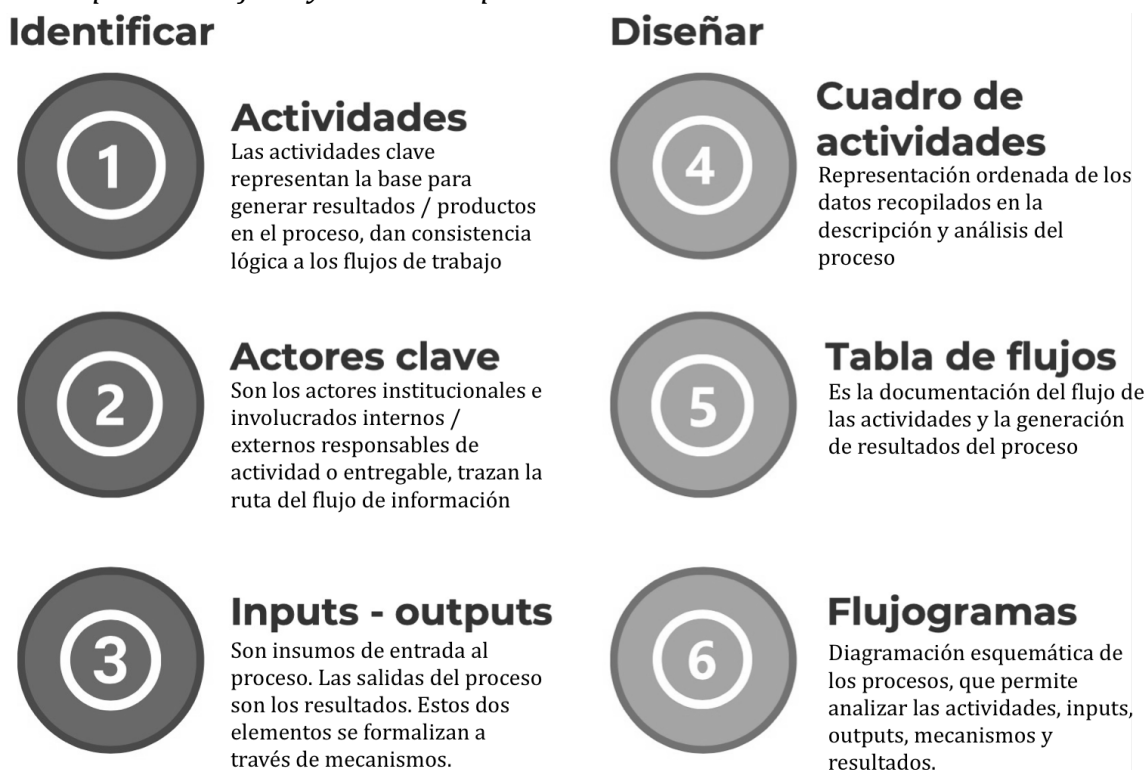 Identificar
1
Actividades
Las actividades clave
representan la base para
generar resultados / productos
en el proceso, dan consistencia
lógica a los flujos de trabajo
2
Actores clave
Son los actores institucionales e
involucrados internos /
externos responsables de
actividad o entregable, trazan la
ruta del flujo de información
3
Inputs - outputs
Son insumos de entrada al
proceso. Las salidas del proceso
son los resultados. Estos dos
elementos se formalizan a
través de mecanismos.
Diseñar
4
Cuadro de
actividades
Representación ordenada de los
datos recopilados en la
descripción y análisis del
proceso
5
Tabla de flujos
Es la documentación del flujo de
las actividades y la generación
de resultados del proceso
6
Flujogramas
Diagramación esquemática de
los procesos, que permite
analizar las actividades, inputs,
outputs, mecanismos y
resultados.